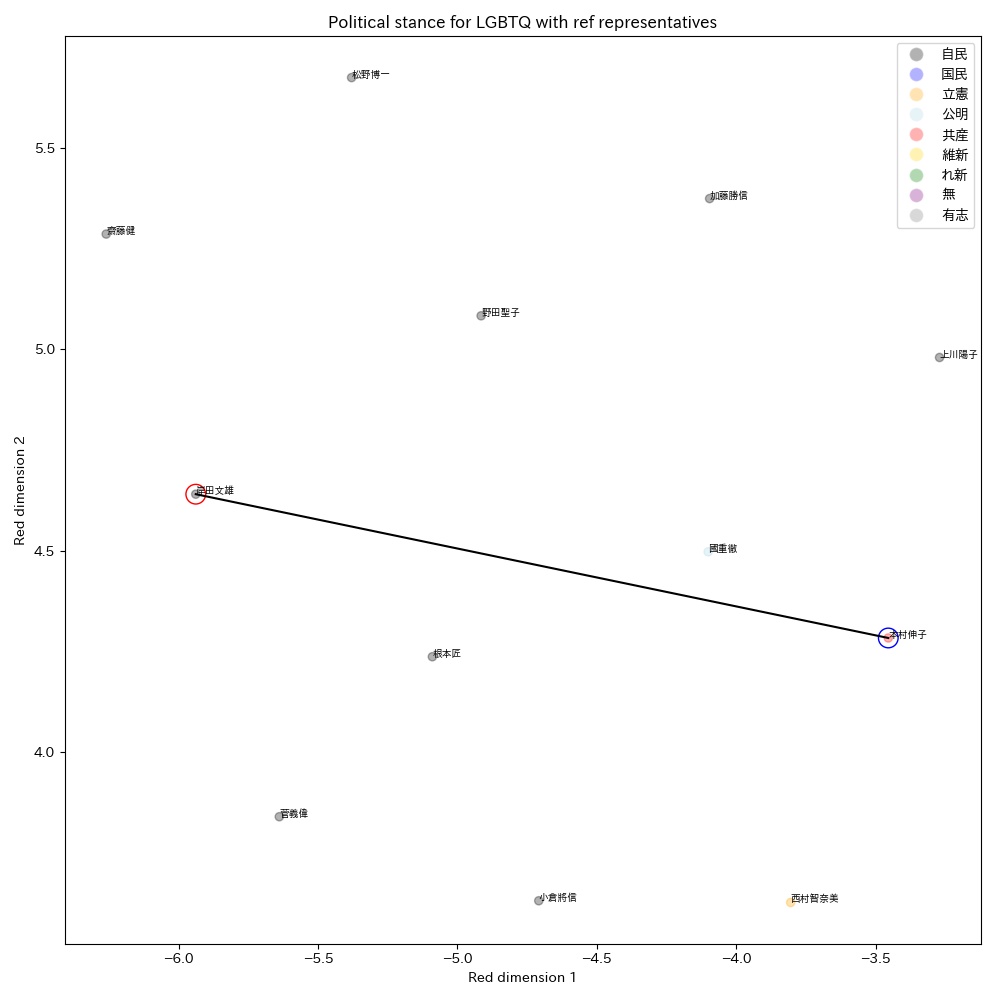 Political stance for LGBTQ with ref representatives
自民
国民
立憲
公明
共産
維新
れ新
無
有志
松野博一
加藤勝信
齋藤健
野田聖子
上川陽子
文雄
國重徹
本村伸子
根本匠
菅義偉
小倉將信
西村智奈美
5.5
5.0
4.5
4.0
Red dimension 2
−6.0 −5.5 −5.0 −4.5 −4.0 −3.5
Red dimension 1